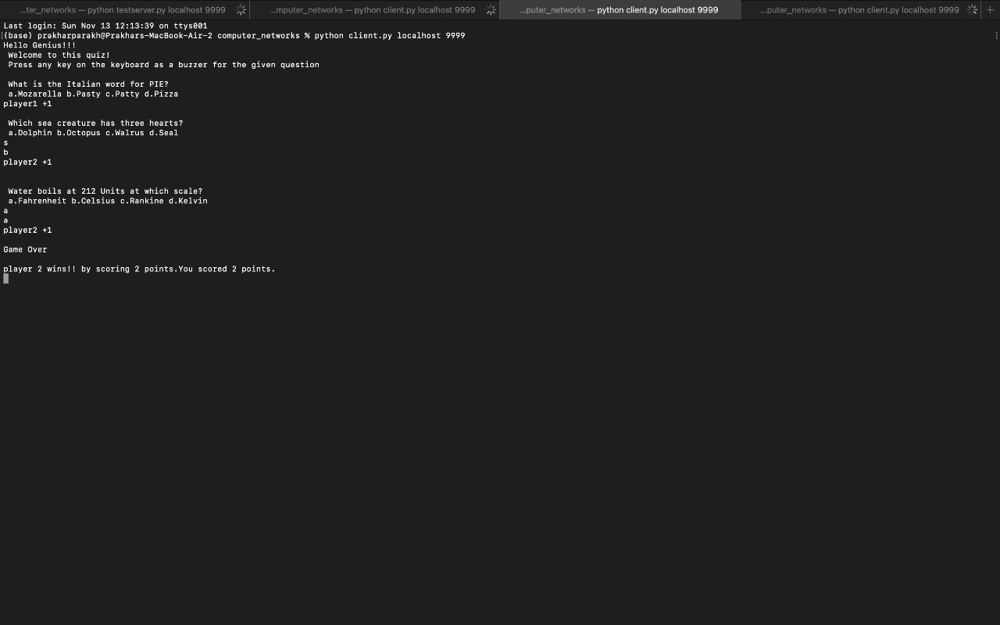 ...ter_networks — python testserver.py localhost 9999
...mputer_networks — python client.py localhost 9999
...puter_networks — python client.py localhost 9999
...puter_networks — python client.py localhost 9999 +
Last login: Sun Nov 13 12:13:39 on ttys001
[(base) prakharparakh@Prakhars-MacBook-Air-2 computer_networks % python client.py localhost 9999 ]
Hello Genius!!!
Welcome to this quiz!
Press any key on the keyboard as a buzzer for the given question
What is the Italian word for PIE?
a.Mozarella b.Pasty c.Patty d.Pizza
player1 +1
Which sea creature has three hearts?
a.Dolphin b.Octopus c.Walrus d.Seal
s
b
player2 +1
Water boils at 212 Units at which scale?
a.Fahrenheit b.Celsius c.Rankine d.Kelvin
a
a
player2 +1
Game Over
player 2 wins!! by scoring 2 points.You scored 2 points.